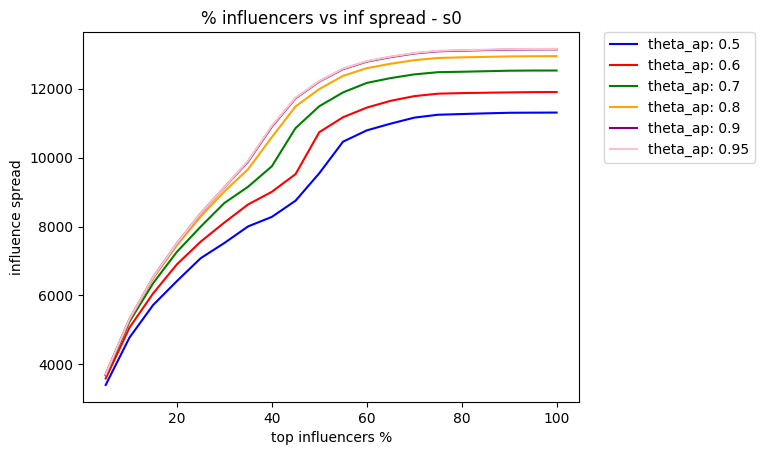 % influencers vs inf spread - s0
influence spread
12000
10000
8000
6000
4000
20
40
60
80
100
top influencers %
theta_ap: 0.5
theta_ap: 0.6
theta_ap: 0.7
theta_ap: 0.8
theta_ap: 0.9
theta_ap: 0.95